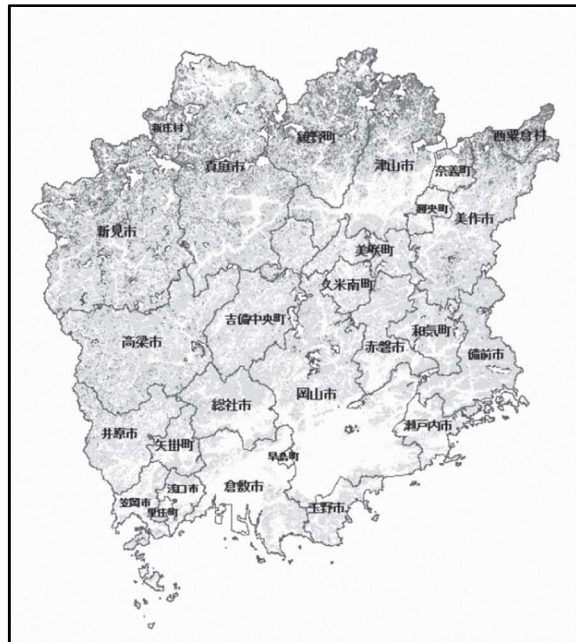 新庄村
鏡野町
西粟倉村
真庭市
津山市
奈義町
勝央町
美作市
新見市
美咲町
久米南町
吉備中央町
和気町
高梁市
赤磐市
備前市
岡山市
総社市
瀬戸内市
井原市
矢掛町
早島町
浅口市
倉敷市
笠岡市
里庄町
玉野市